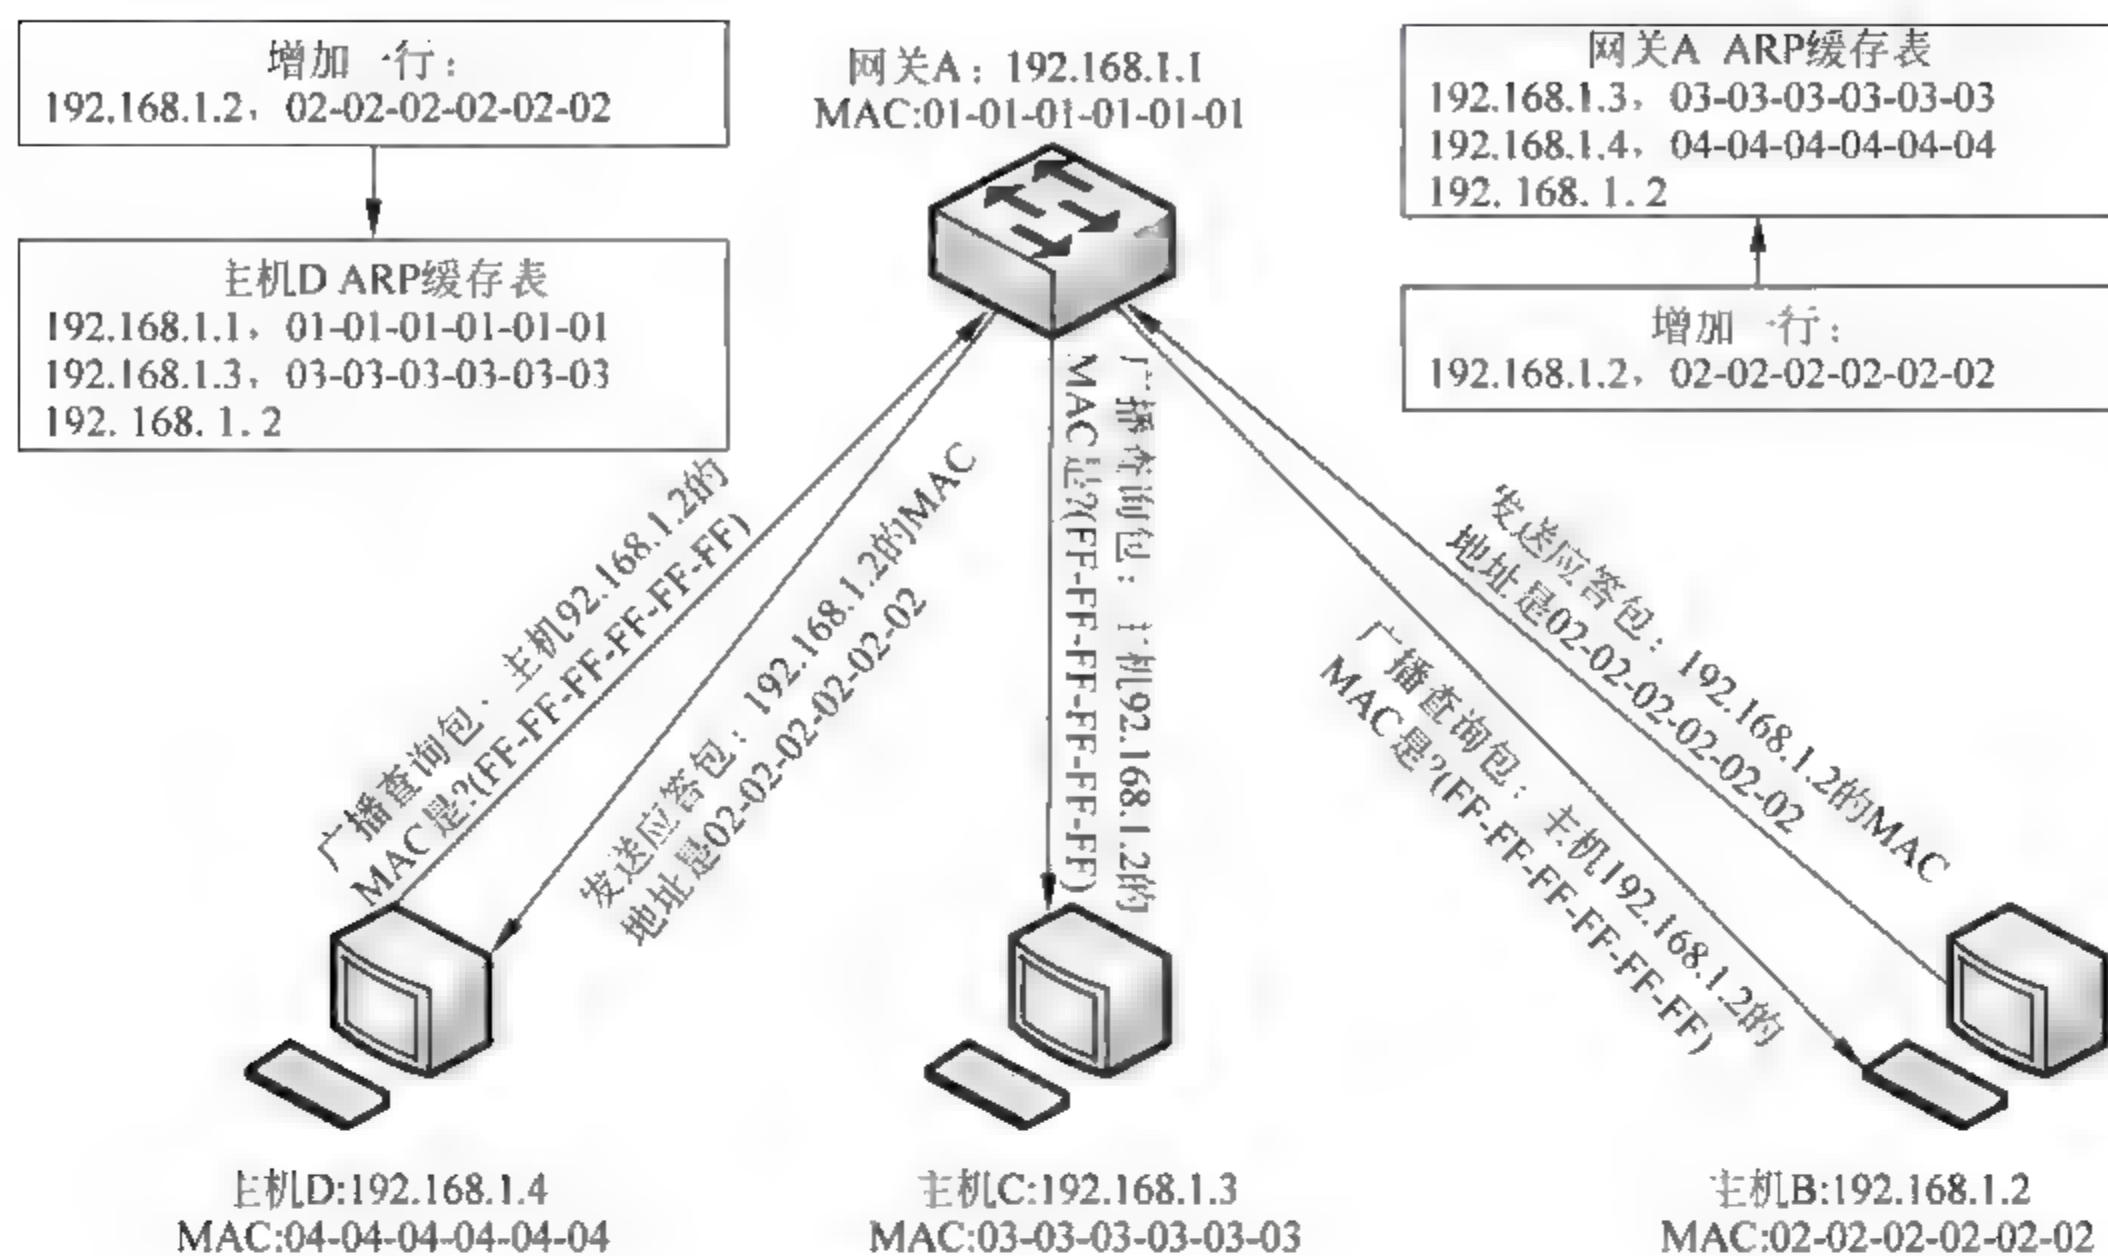 增加一行：
192.168.1.2，02-02-02-02-02-02
主机D ARP缓存表
192.168.1.1，01-01-01-01-01-01
192.168.1.3，03-03-03-03-03-03
192. 168. 1. 2
网关A：192.168.1.1
MAC:01-01-01-01-01-01
网关A ARP缓存表
192.168.1.3，03-03-03-03-03-03
192.168.1.4，04-04-04-04-04-04
192. 168. 1. 2
增加一行：
192.168.1.2，02-02-02-02-02-02
广播查询包：主机92.168.1.2的
MAC是?(FF-FF-FF-FF-FF-FF)
发送应答包：192.168.1.2的MAC
地址是02-02-02-02-02-02
广播查询包：主机92.168.1.2的
MAC是?(FF-FF-FF-FF-FF-FF)
发送应答包：192.168.1.2的MAC
地址是02-02-02-02-02-02
广播查询包：主机192.168.1.2的
MAC是?(FF-FF-FF-FF-FF-FF)
主机D:192.168.1.4
MAC:04-04-04-04-04-04
主机C:192.168.1.3
MAC:03-03-03-03-03-03
主机B:192.168.1.2
MAC:02-02-02-02-02-02